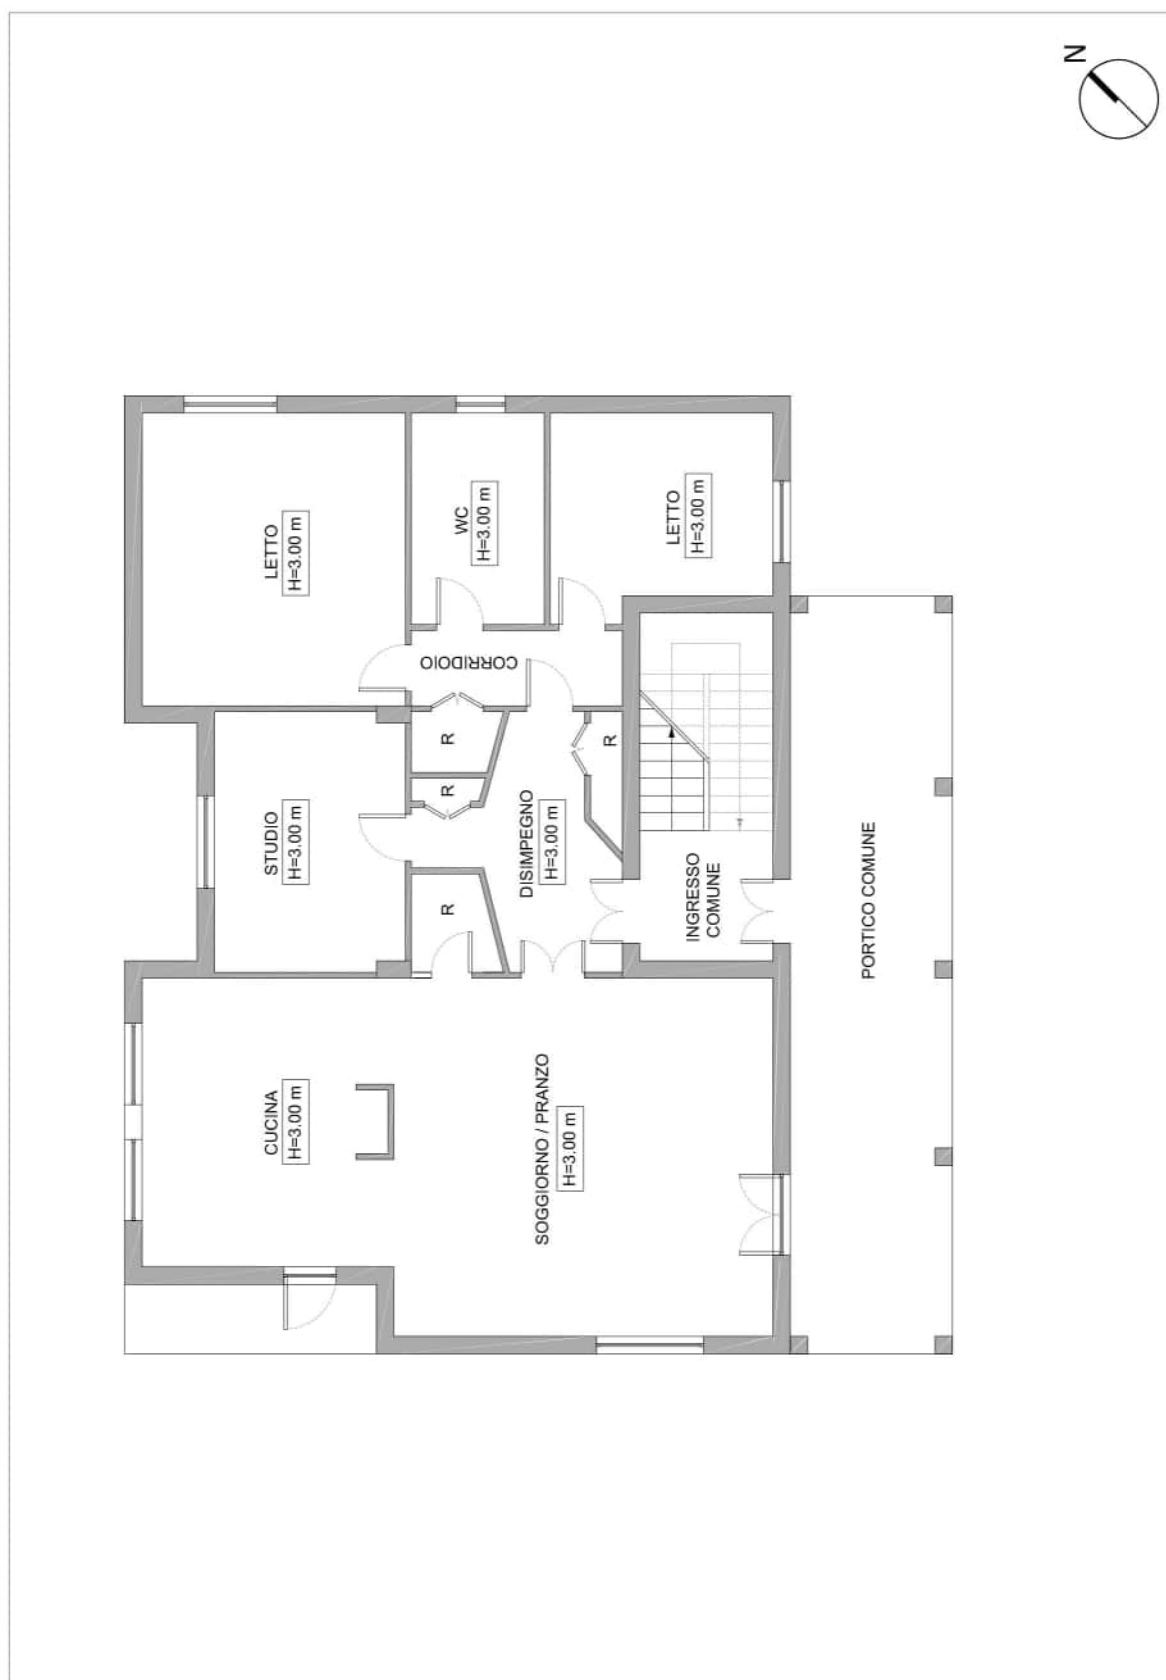 N
LETTO
H=3.00 m
WC
H=3.00 m
LETTO
H=3.00 m
CORRIDOIO
STUDIO
H=3.00 m
R
R
R
R
DISIMPEGNO
H=3.00 m
INGRESSO
COMUNE
PORTICO COMUNE
CUCINA
H=3.00 m
SOGGIORNO / PRANZO
H=3.00 m